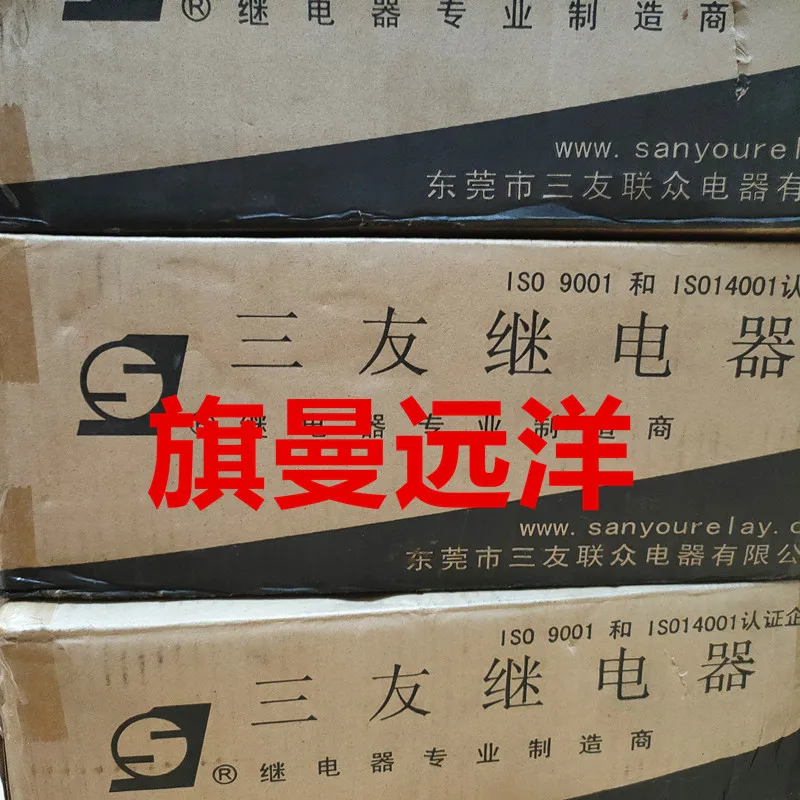 ® 继电器专业制造商
www.sanyoure
东莞市三友联众电器有
ISO 9001 和 ISO14001认
三友继电器
® 继电器专业制造商
旗曼远洋
www.sanyourelay.c
东莞市三友联众电器有限公
ISO 9001 和 ISO14001认证企
三友继电器
® 继电器专业制造商